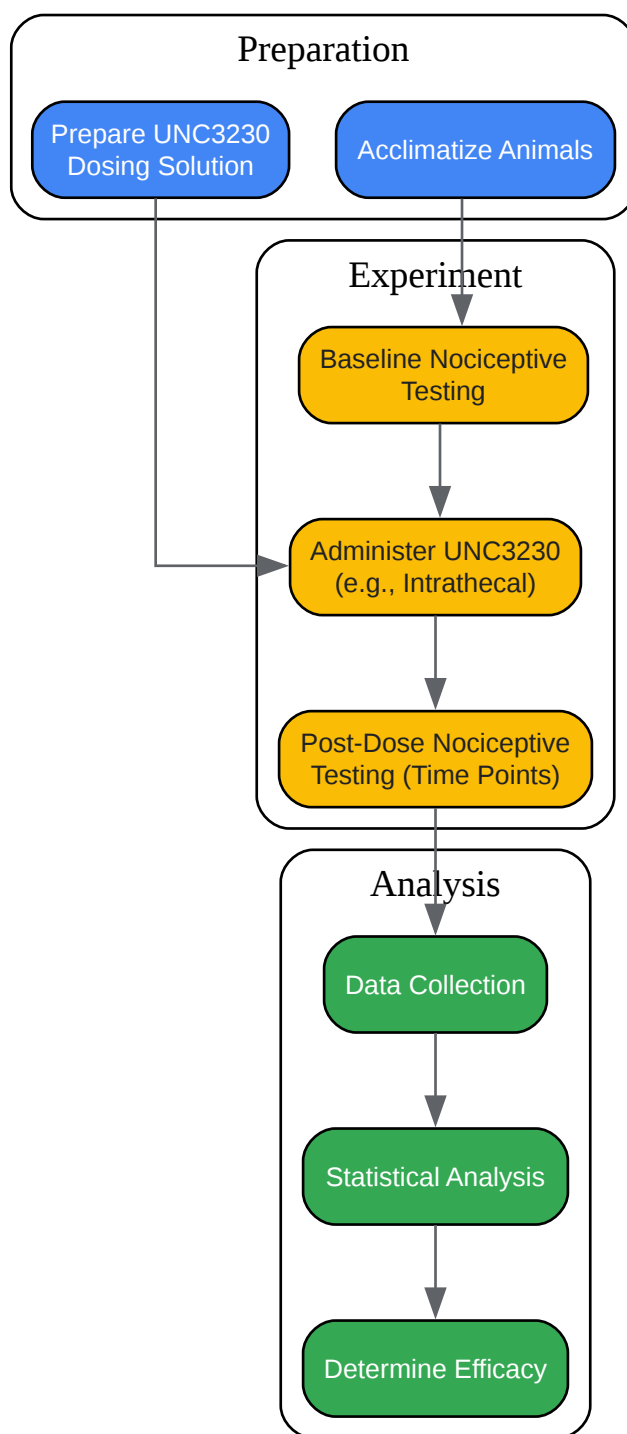 Preparation
Prepare UNC3230
Dosing Solution
Acclimatize Animals
Experiment
Baseline Nociceptive
Testing
Administer UNC3230
(e.g., Intrathecal)
Post-Dose Nociceptive
Testing (Time Points)
Analysis
Data Collection
Statistical Analysis
Determine Efficacy